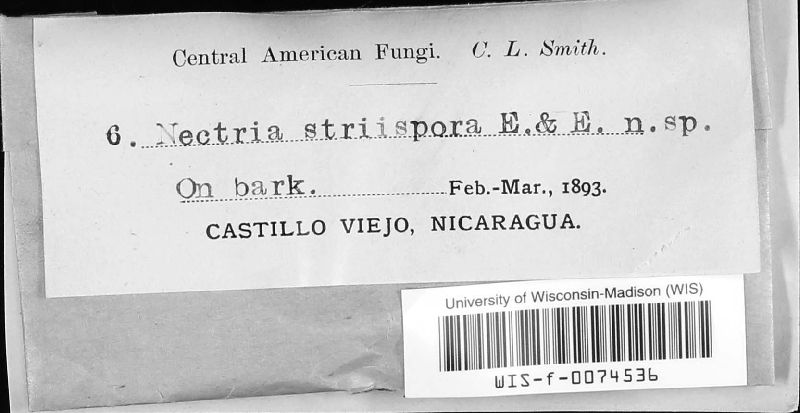 Central American Fungi. C. L. Smith.
6. Nectria striispora E.& E. n.sp.
On bark. Feb.-Mar., 1893.
CASTILLO VIEJO, NICARAGUA.
University of Wisconsin-Madison (WIS)
WIS-f-0074536